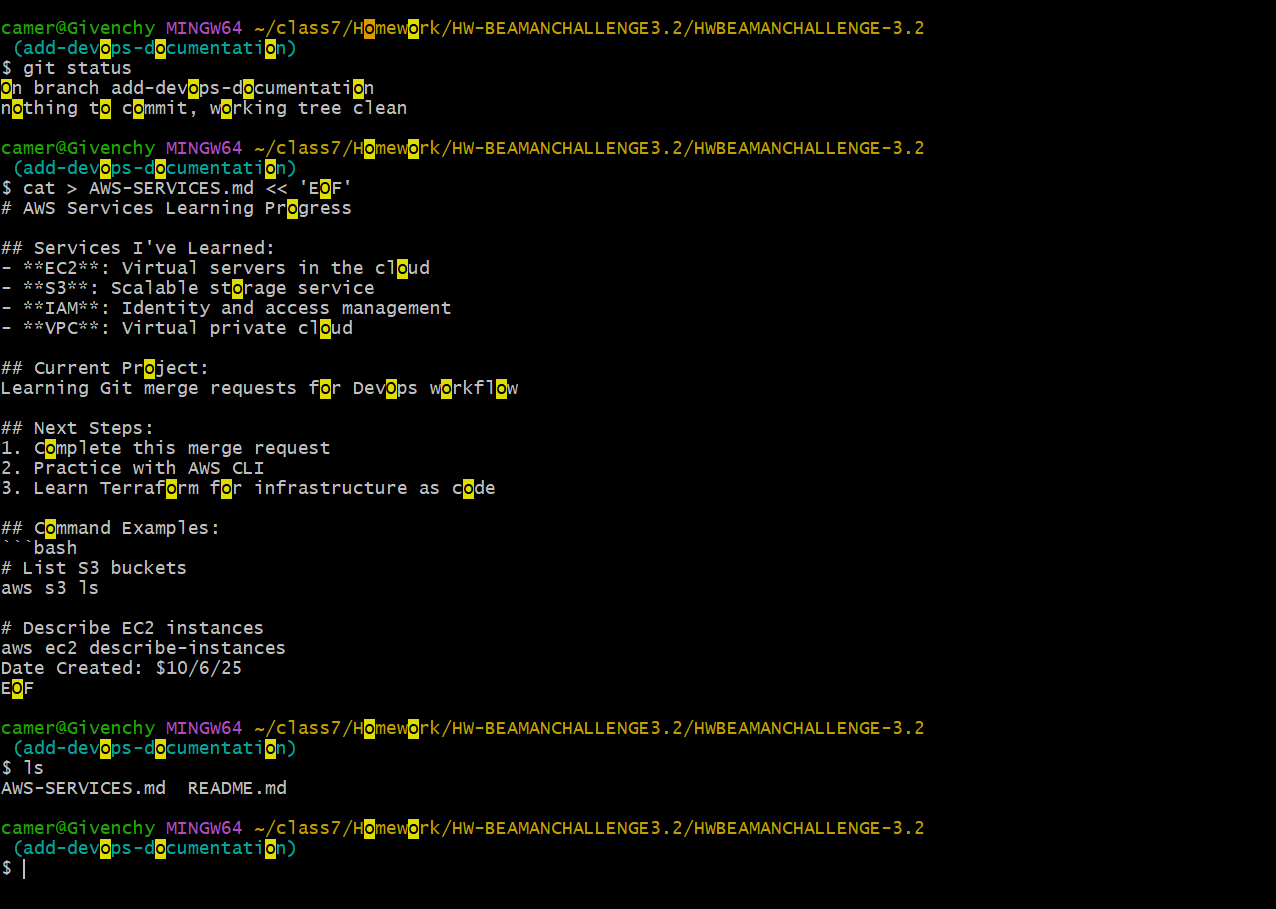 camer@Givenchy MINGW64 ~/class7/Homework/HW-BEAMANCHALLENGE3.2/HWBEAMANCHALLENGE-3.2
(add-devops-documentation)
$ git status
On branch add-devops-documentation
nothing to commit, working tree clean
camer@Givenchy MINGW64 ~/class7/Homework/HW-BEAMANCHALLENGE3.2/HWBEAMANCHALLENGE-3.2
(add-devops-documentation)
$ cat > AWS-SERVICES.md << 'EOF'
# AWS Services Learning Progress
## Services I've Learned:
- **EC2**: Virtual servers in the cloud
- **S3**: Scalable storage service
- **IAM**: Identity and access management
- **VPC**: Virtual private cloud
## Current Project:
Learning Git merge requests for DevOps workflow
## Next Steps:
1. Complete this merge request
2. Practice with AWS CLI
3. Learn Terraform for infrastructure as code
## Command Examples:
```bash
# List S3 buckets
aws s3 ls
# Describe EC2 instances
aws ec2 describe-instances
Date Created: $10/6/25
EOF
camer@Givenchy MINGW64 ~/class7/Homework/HW-BEAMANCHALLENGE3.2/HWBEAMANCHALLENGE-3.2
(add-devops-documentation)
$ ls
AWS-SERVICES.md  README.md
camer@Givenchy MINGW64 ~/class7/Homework/HW-BEAMANCHALLENGE3.2/HWBEAMANCHALLENGE-3.2
(add-devops-documentation)
$